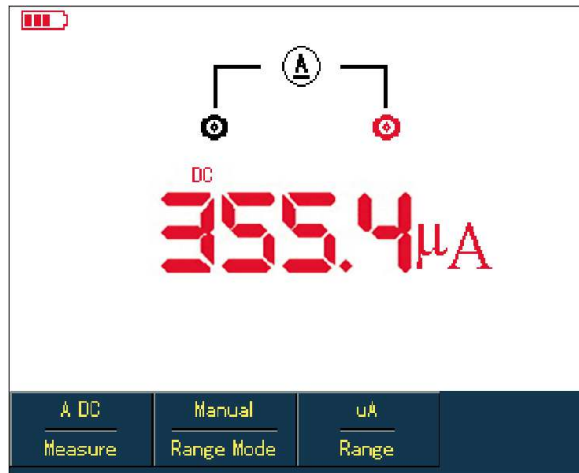 A
DC
355.4μA
A DC Manual uA
Measure Range Mode Range